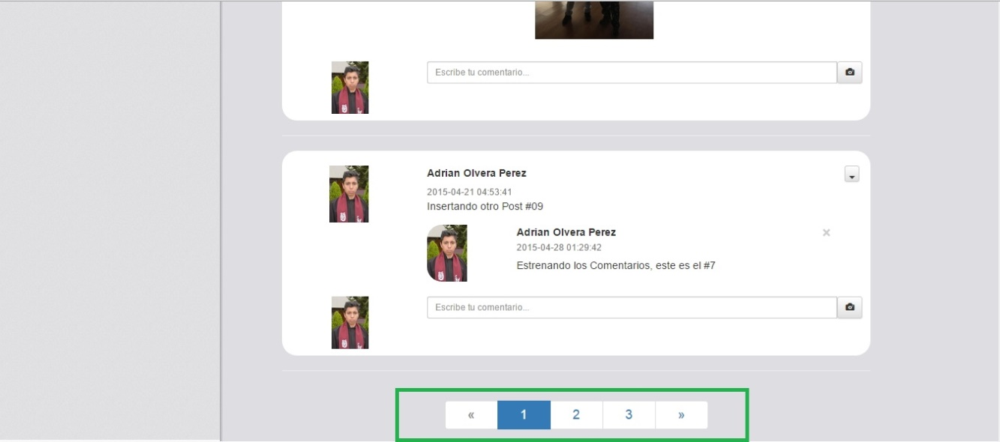 Escribe tu comentario...
Adrian Olvera Perez
2015-04-21 04:53:41
Insertando otro Post #09
Adrian Olvera Perez
×
2015-04-28 01:29:42
Estrenando los Comentarios, este es el #7
Escribe tu comentario...
« 1 2 3 »